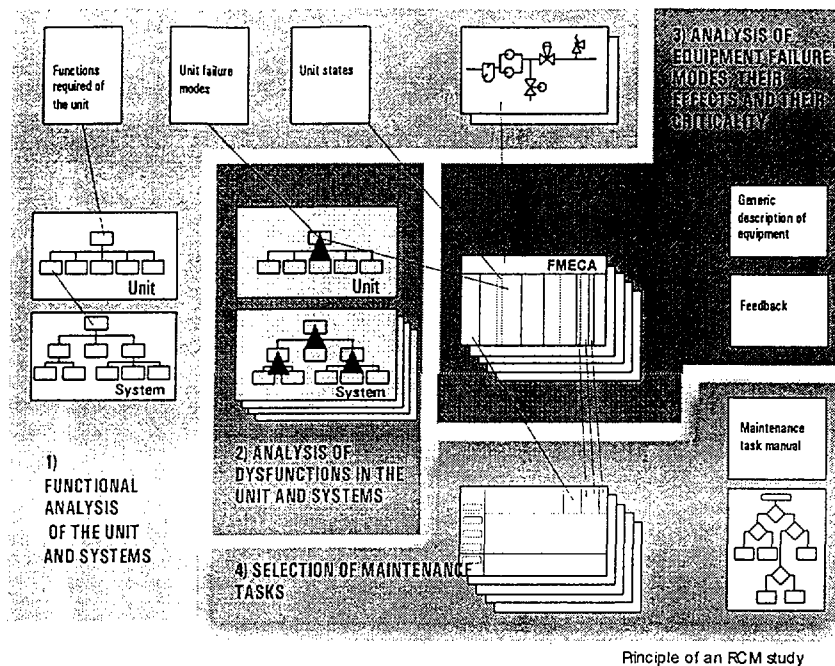 Functions
required of
the unit
Unit failure
modes
Unit states
3) ANALYSIS OF
EQUIPMENT FAILURE
MODES, THEIR
EFFECTS AND THEIR
CRITICALITY
Generic
description of
equipment
Feedback
FMECA
Unit
System
Unit
System
1)
FUNCTIONAL
ANALYSIS
OF THE UNIT
AND SYSTEMS
2) ANALYSIS OF
DYSFUNCTIONS IN THE
UNIT AND SYSTEMS
Maintenance
task manual
4) SELECTION OF MAINTENANCE
TASKS
Principle of an RCM study